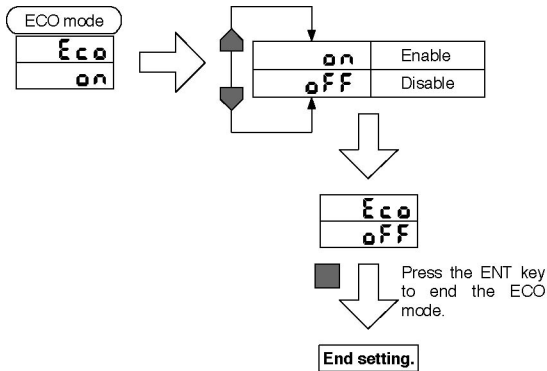 ECO mode
Eco
on
on Enable
oFF Disable
Eco
oFF
Press the ENT key
to end the ECO
mode.
End setting.